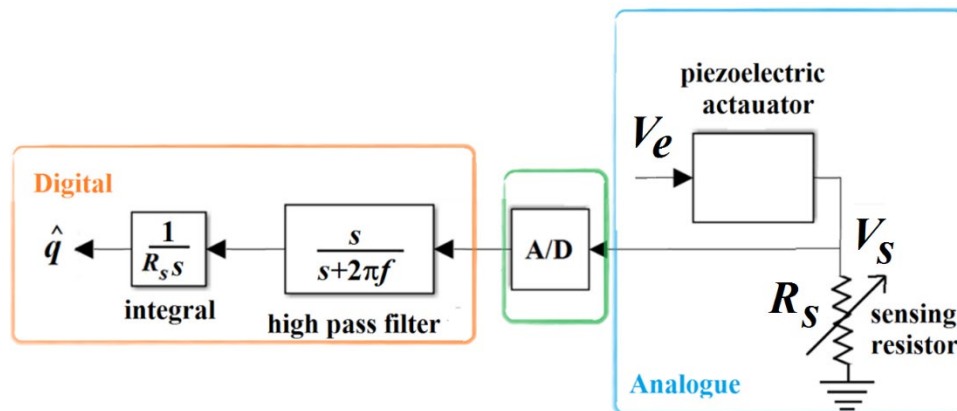 piezoelectric
actauator
V_e
Digital
q̂
1
R_s s
integral
s
s+2πf
high pass filter
A/D
V_s
R_s
sensing
resistor
Analogue